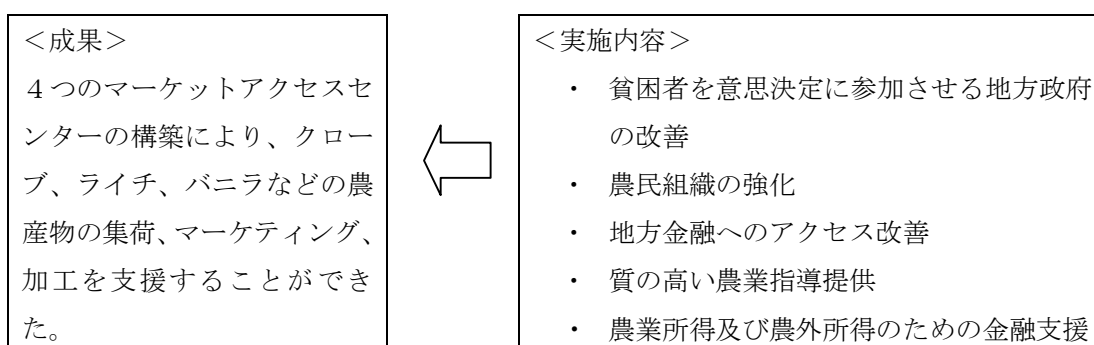 ＜成果＞
４つのマーケットアクセスセ
ンターの構築により、クロー
ブ、ライチ、バニラなどの農
産物の集荷、マーケティング、
加工を支援することができ
た。
＜実施内容＞
・ 貧困者を意思決定に参加させる地方政府
の改善
・ 農民組織の強化
・ 地方金融へのアクセス改善
・ 質の高い農業指導提供
・ 農業所得及び農外所得のための金融支援